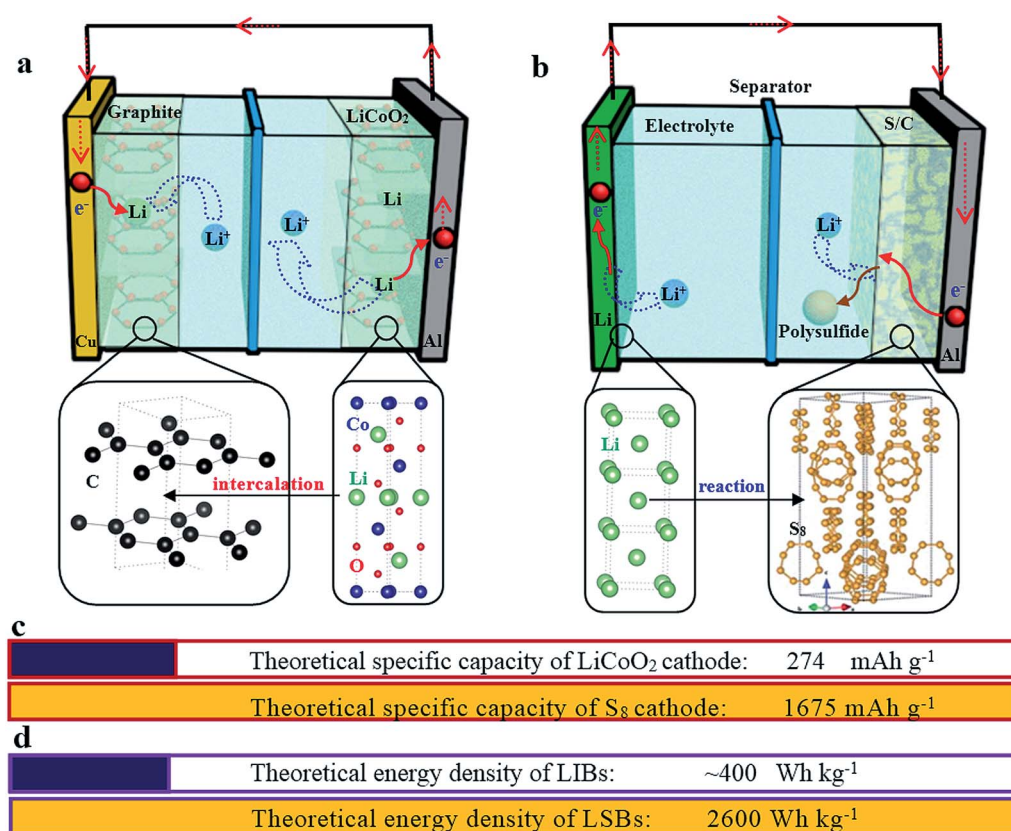 a
Graphite
LiCoO₂
e⁻
Li
Li⁺
Li⁺
Li
Li
e⁻
Cu
Al
C
intercalation
Co
Li
O
b
Separator
Electrolyte
S/C
e⁻
Li⁺
Li⁺
Polysulfide
e⁻
Li
Al
Li
reaction
S₈
c
Theoretical specific capacity of LiCoO₂ cathode: 274 mAh g⁻¹
Theoretical specific capacity of S₈ cathode: 1675 mAh g⁻¹
d
Theoretical energy density of LIBs: ~400 Wh kg⁻¹
Theoretical energy density of LSBs: 2600 Wh kg⁻¹